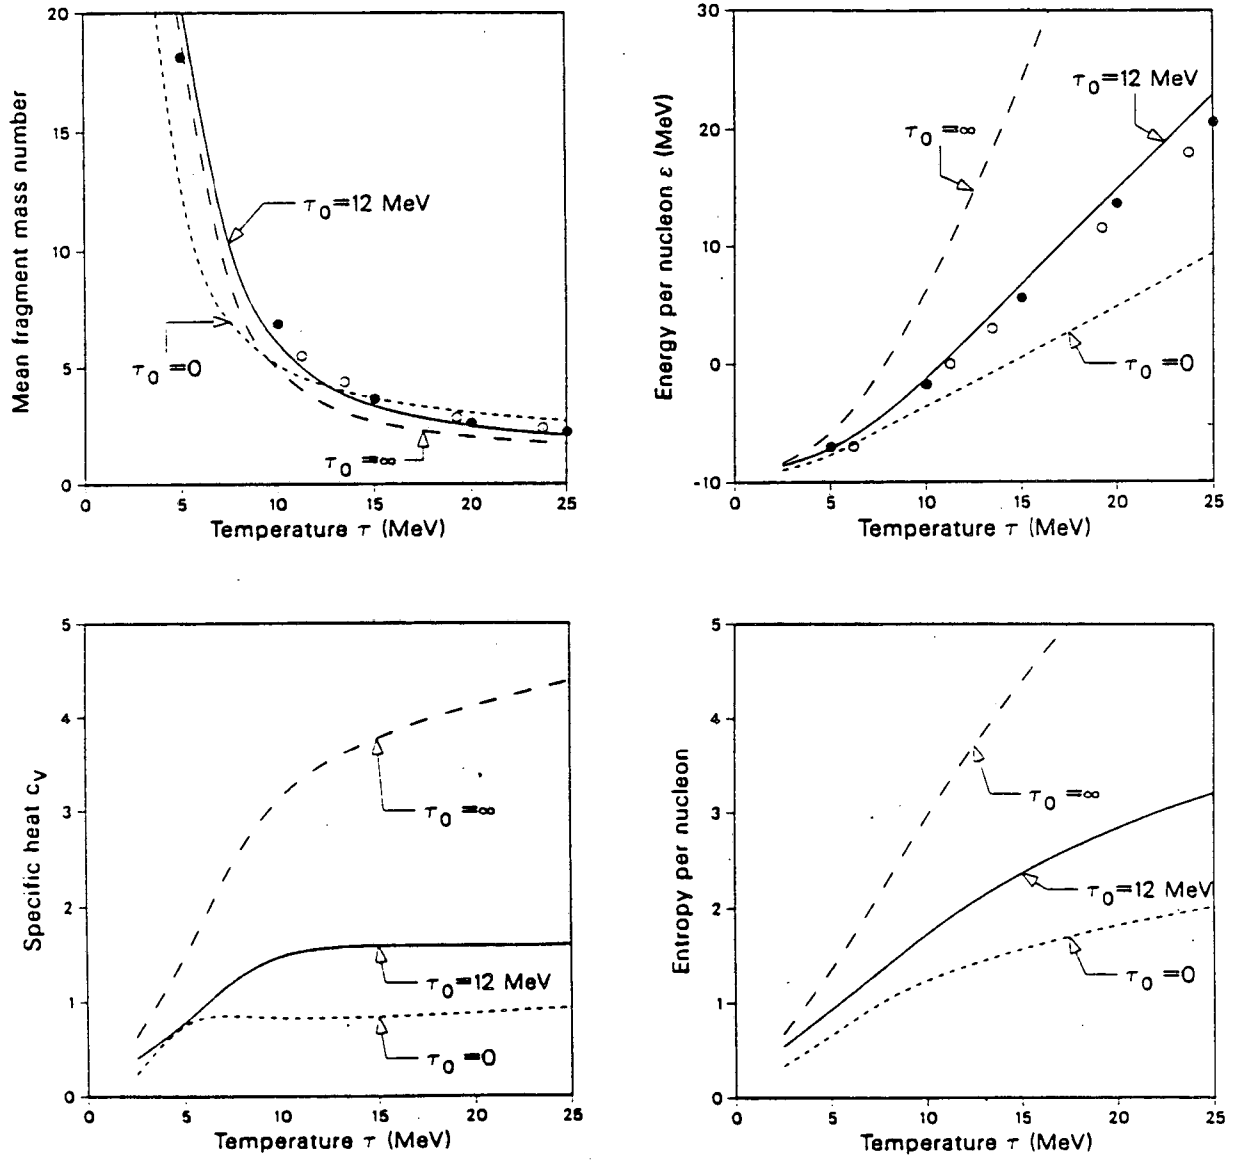 20
15
10
5
0
Mean fragment mass number
τ0=12 MeV
τ0=0
τ0=∞
0 5 10 15 20 25
Temperature τ (MeV)
30
20
10
0
-10
Energy per nucleon ε (MeV)
τ0=12 MeV
τ0=∞
τ0=0
0 5 10 15 20 25
Temperature τ (MeV)
5
4
3
2
1
0
Specific heat cv
τ0=∞
τ0=12 MeV
τ0=0
0 5 10 15 20 25
Temperature τ (MeV)
5
4
3
2
1
0
Entropy per nucleon
τ0=∞
τ0=12 MeV
τ0=0
0 5 10 15 20 25
Temperature τ (MeV)